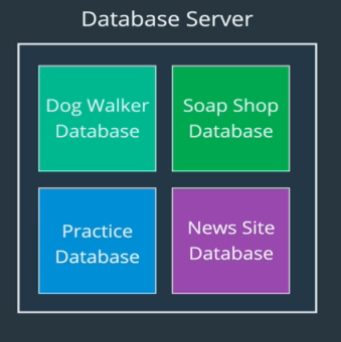 Database Server
Dog Walker
Database
Soap Shop
Database
Practice
Database
News Site
Database